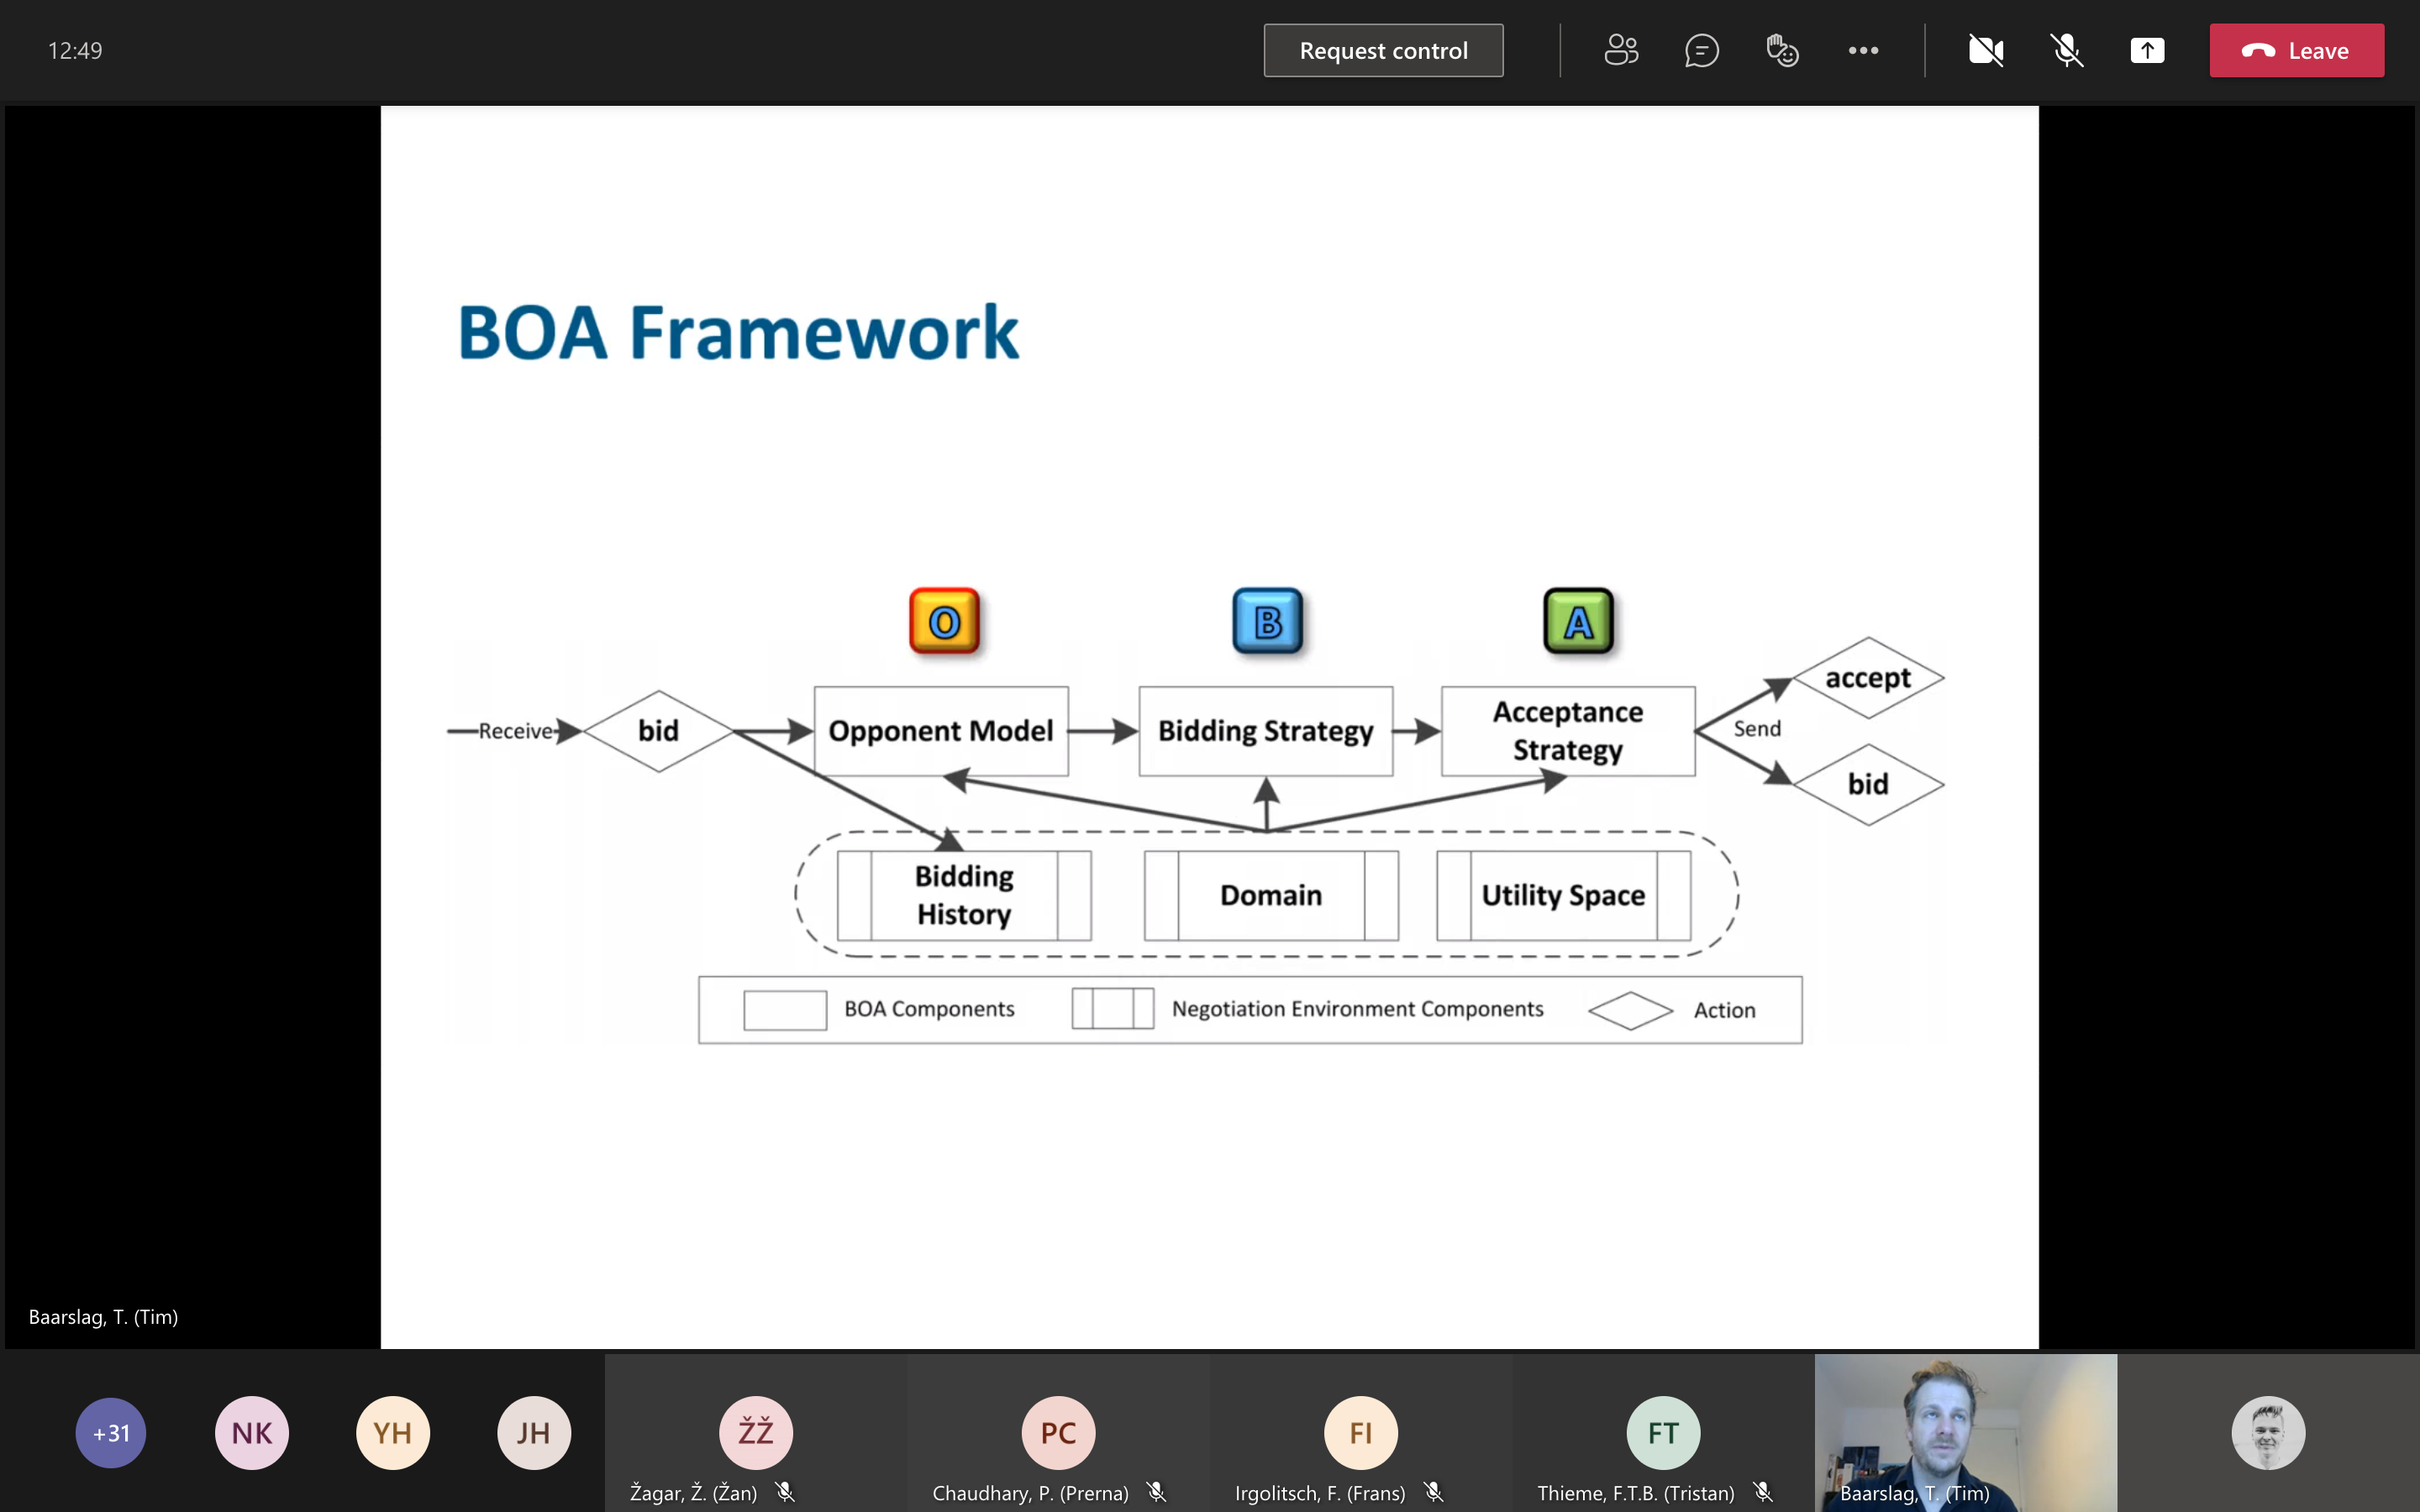 12:49
Request control
Leave
BOA Framework
O
B
A
Receive
bid
Opponent Model
Bidding Strategy
Acceptance
Strategy
Send
accept
bid
Bidding
History
Domain
Utility Space
BOA Components
Negotiation Environment Components
Action
Baarslag, T. (Tim)
+31
NK
YH
JH
ŽŽ
Žagar, Ž. (Žan)
PC
Chaudhary, P. (Prerna)
FI
Irgolitsch, F. (Frans)
FT
Thieme, F.T.B. (Tristan)
Baarslag, T. (Tim)